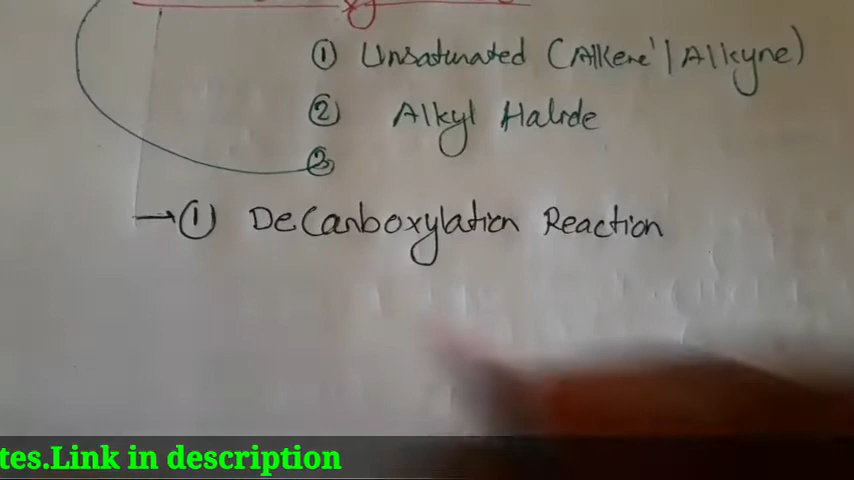 ① Unsaturated (Alkene' | Alkyne)
② Alkyl Halide
③
→ ① DeCarboxylation Reaction
tes.Link in description